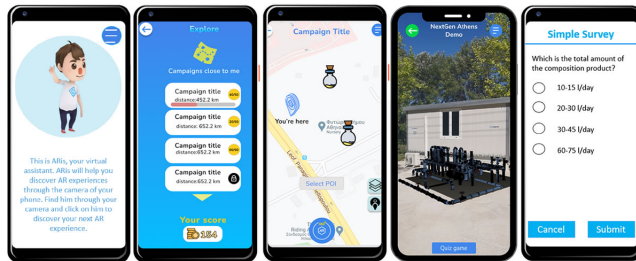 This is ARis, your virtual
assistant. ARis will help you
discover AR experiences
through the camera of your
phone. Find him through your
camera and click on him to
discover your next AR
experience.
Explore
Campaigns close to me
Campaign title
distance:452.2 km
Campaign title
distance: 652.2 km
Campaign title
distance:652.2 km
Campaign title
distance:652.2 km
Your score
154
Campaign Title
You're here
Select POI
NextGen Athens
Demo
Quiz game
Simple Survey
Which is the total amount of
the composition product?
10-15 l/day
20-30 l/day
30-45 l/day
60-75 l/day
Cancel
Submit